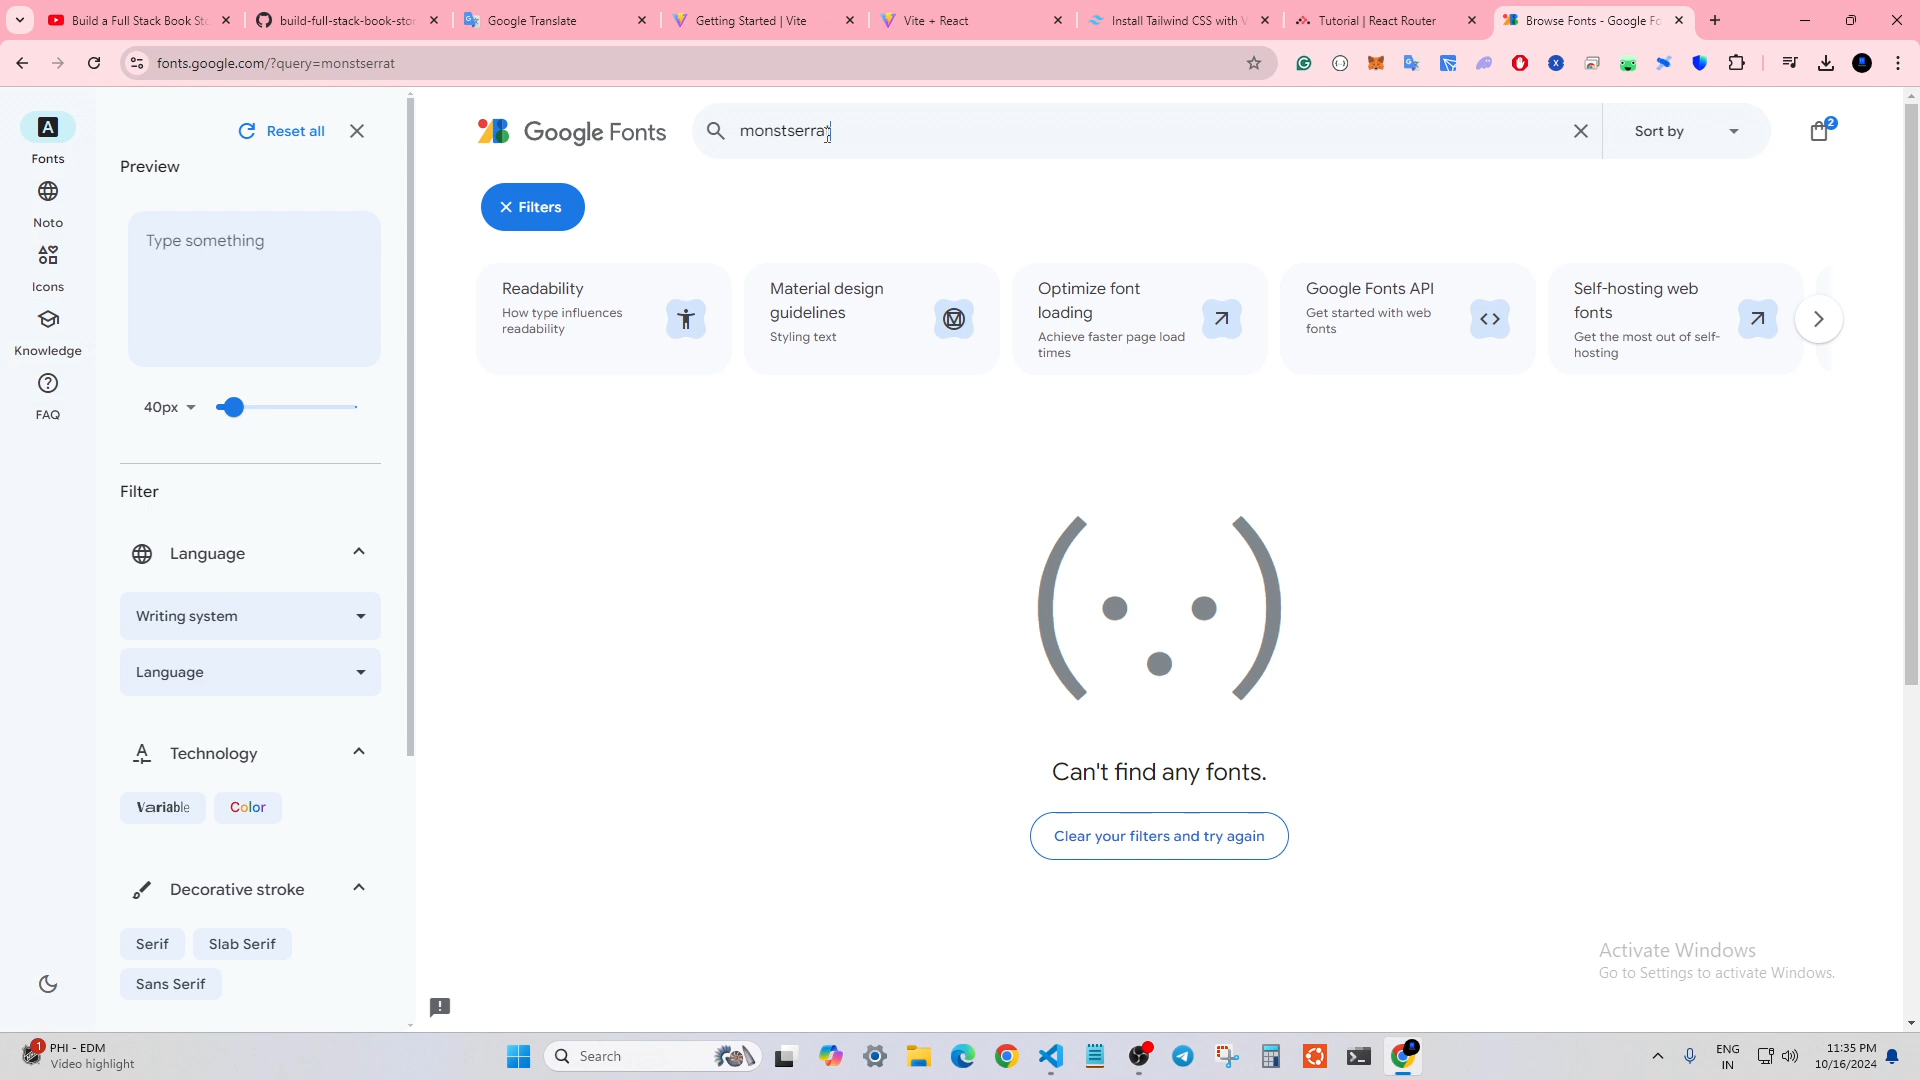 Build a Full Stack Book Sto
build-full-stack-book-stor
Google Translate
Getting Started | Vite
Vite + React
Install Tailwind CSS with V
Tutorial | React Router
Browse Fonts - Google Fo
fonts.google.com/?query=monstserrat
Fonts
Noto
Icons
Knowledge
FAQ
Reset all
Preview
Type something
40px
Filter
Language
Writing system
Language
Technology
Variable
Color
Decorative stroke
Serif
Slab Serif
Sans Serif
Google Fonts
monstserrat
Sort by
2
Filters
Readability
How type influences
readability
Material design
guidelines
Styling text
Optimize font
loading
Achieve faster page load
times
Google Fonts API
Get started with web
fonts
Self-hosting web
fonts
Get the most out of self-
hosting
Can't find any fonts.
Clear your filters and try again
Activate Windows
Go to Settings to activate Windows.
1
PHI - EDM
Video highlight
Search
ENG
IN
11:35 PM
10/16/2024